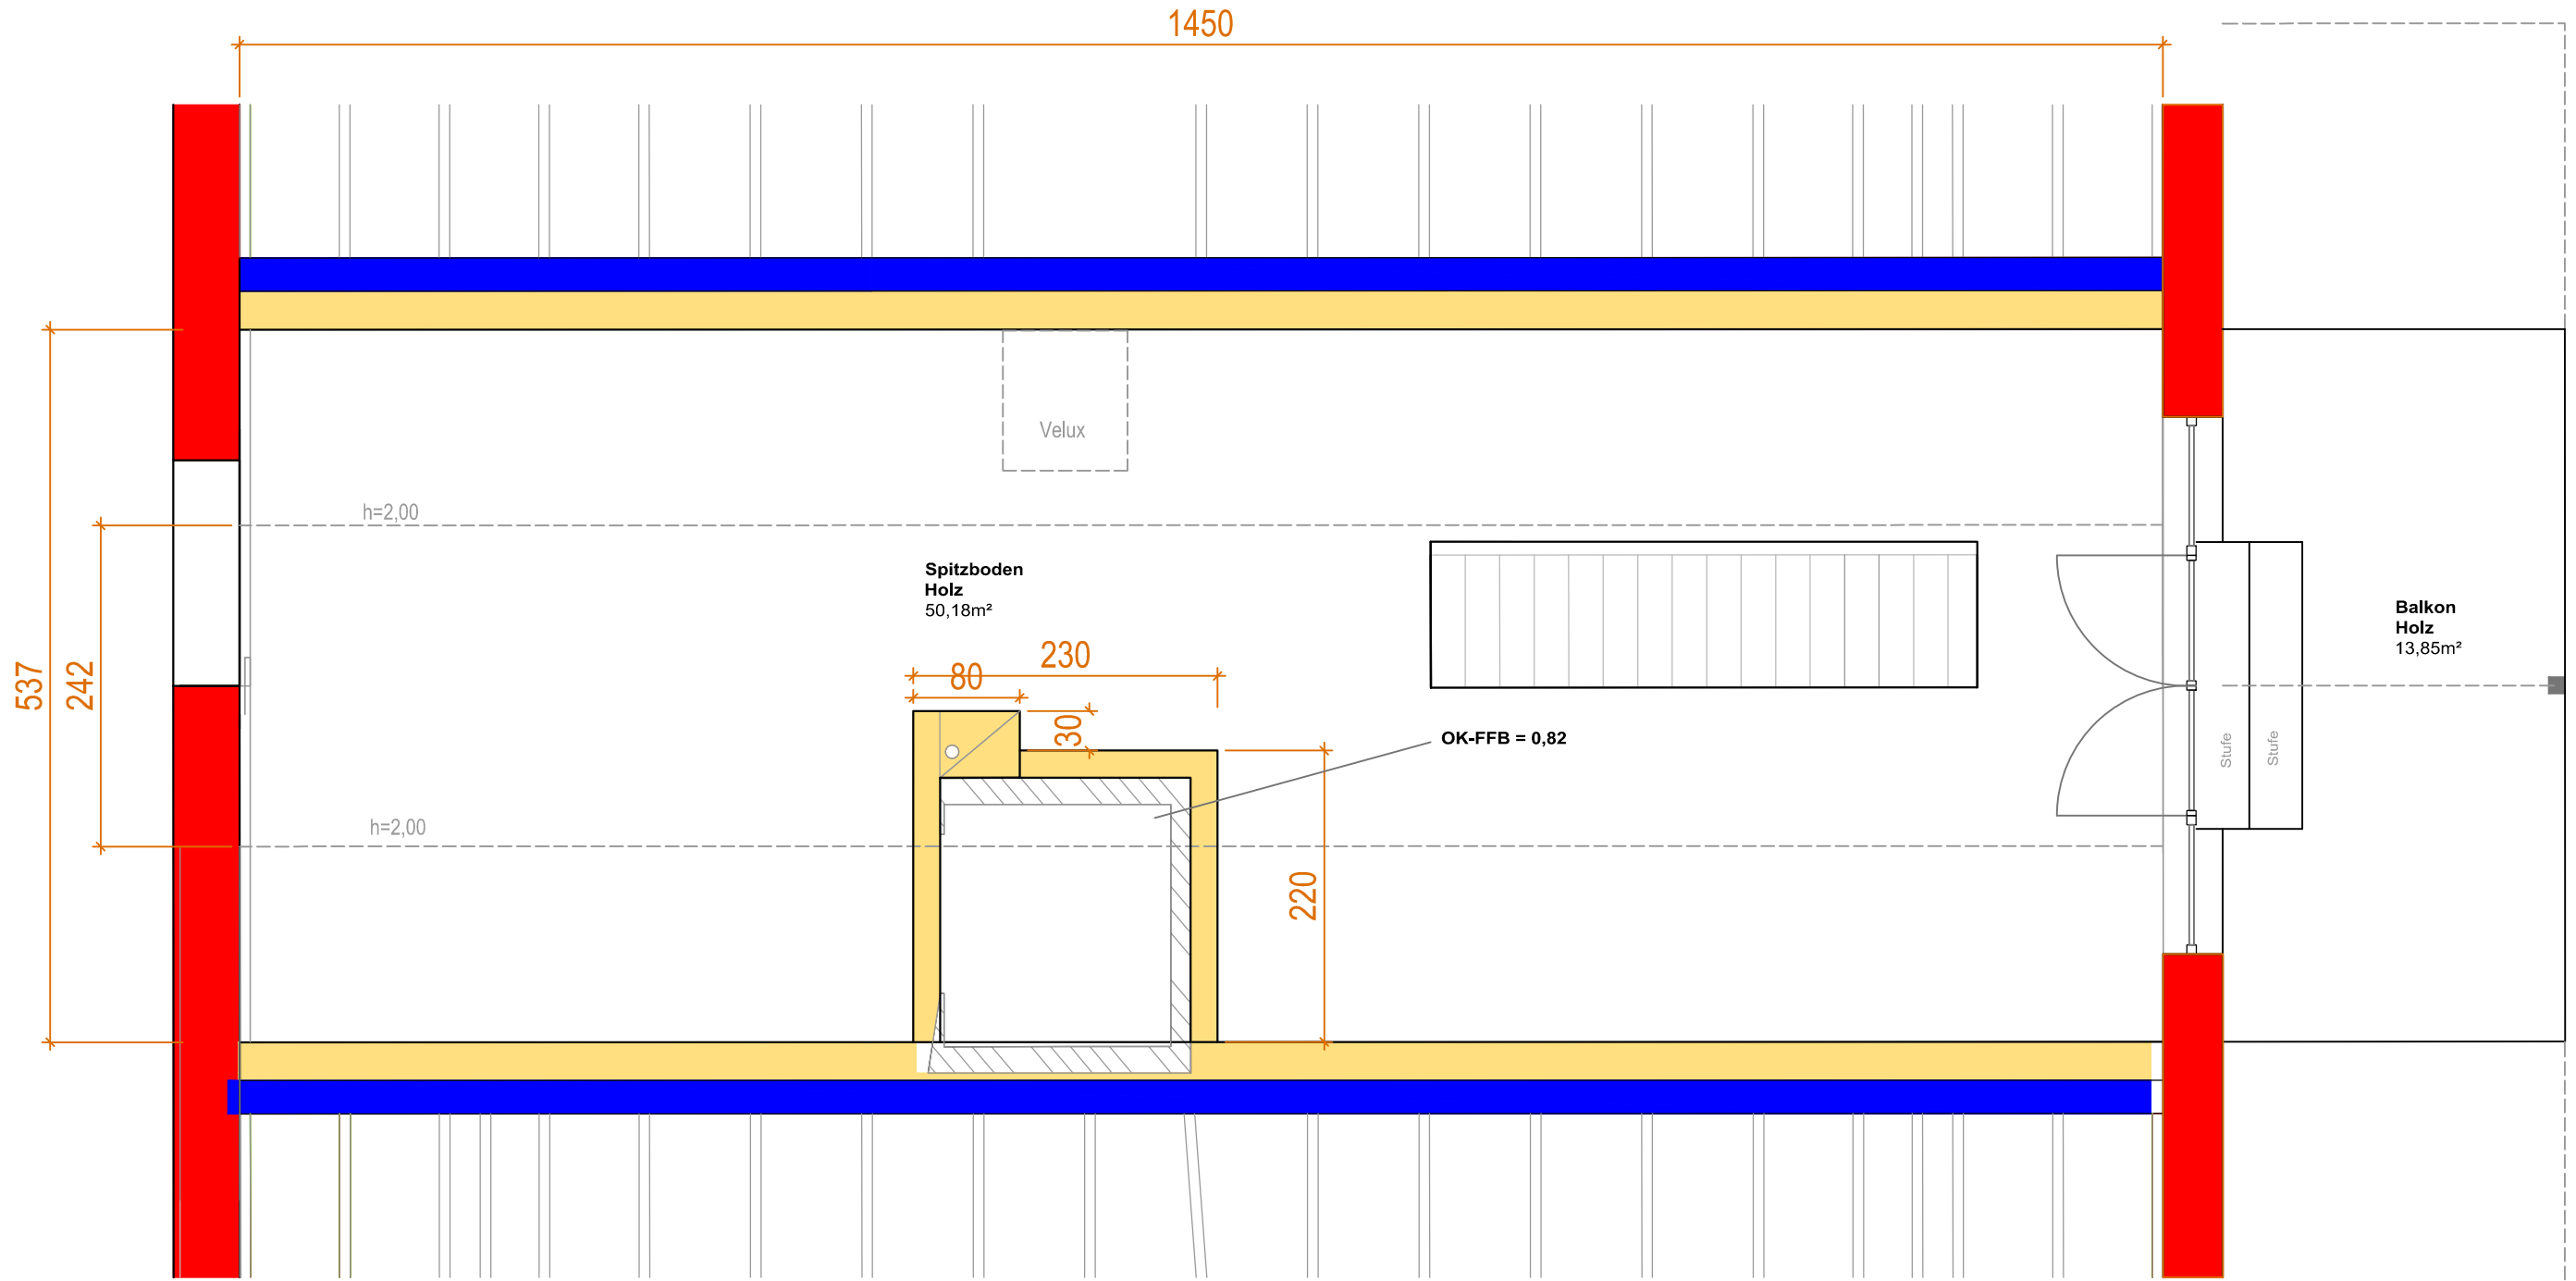 1450
Velux
h=2,00
Spitzboden
Holz
50,18m²
Balkon
Holz
13,85m²
537
242
230
80
30
OK-FFB = 0,82
Stufe
Stufe
h=2,00
220